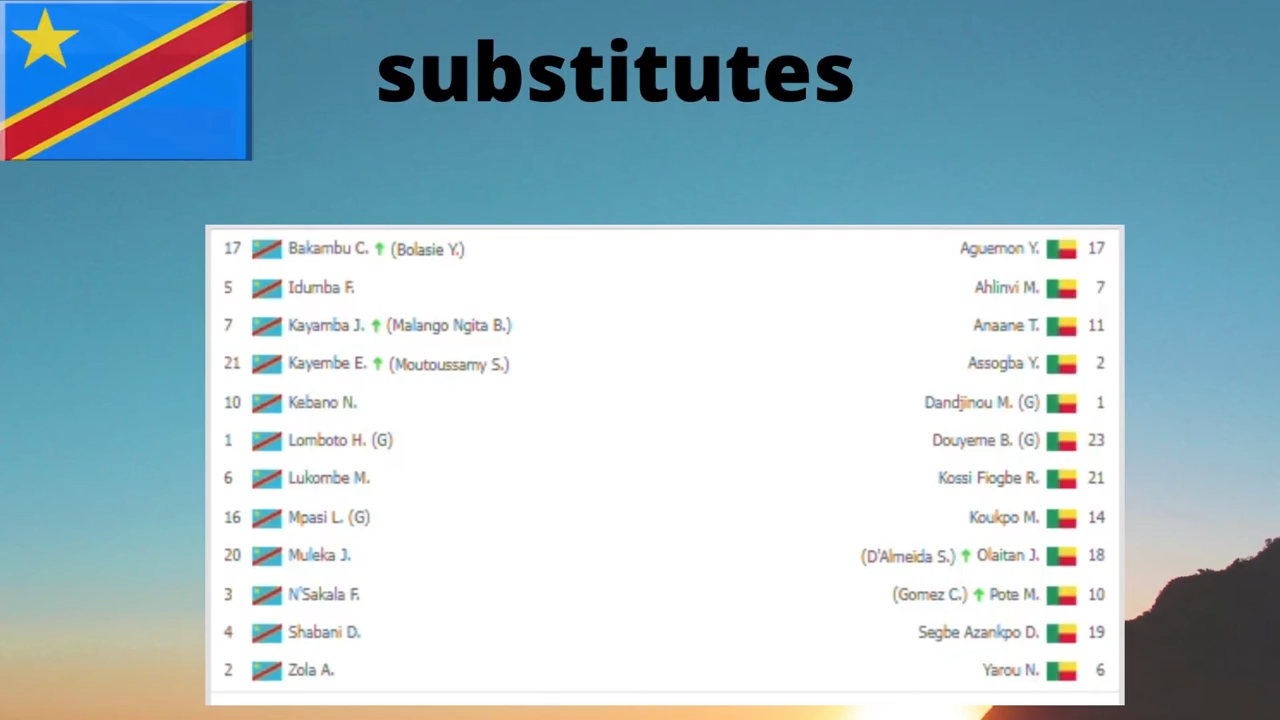 substitutes
17 Bakambu C. ↑ (Bolasie Y.) Aguemon Y. 17
5 Idumba F. Ahlinvi M. 7
7 Kayamba J. ↑ (Malango Ngita B.) Anaane T. 11
21 Kayembe E. ↑ (Moutoussamy S.) Assogba Y. 2
10 Kebano N. Dandjinou M. (G) 1
1 Lomboto H. (G) Douyeme B. (G) 23
6 Lukombe M. Kossi Fiogbe R. 21
16 Mpasi L. (G) Koukpo M. 14
20 Muleka J. (D'Almeida S.) ↑ Olaitan J. 18
3 N'Sakala F. (Gomez C.) ↑ Pote M. 10
4 Shabani D. Segbe Azankpo D. 19
2 Zola A. Yarou N. 6